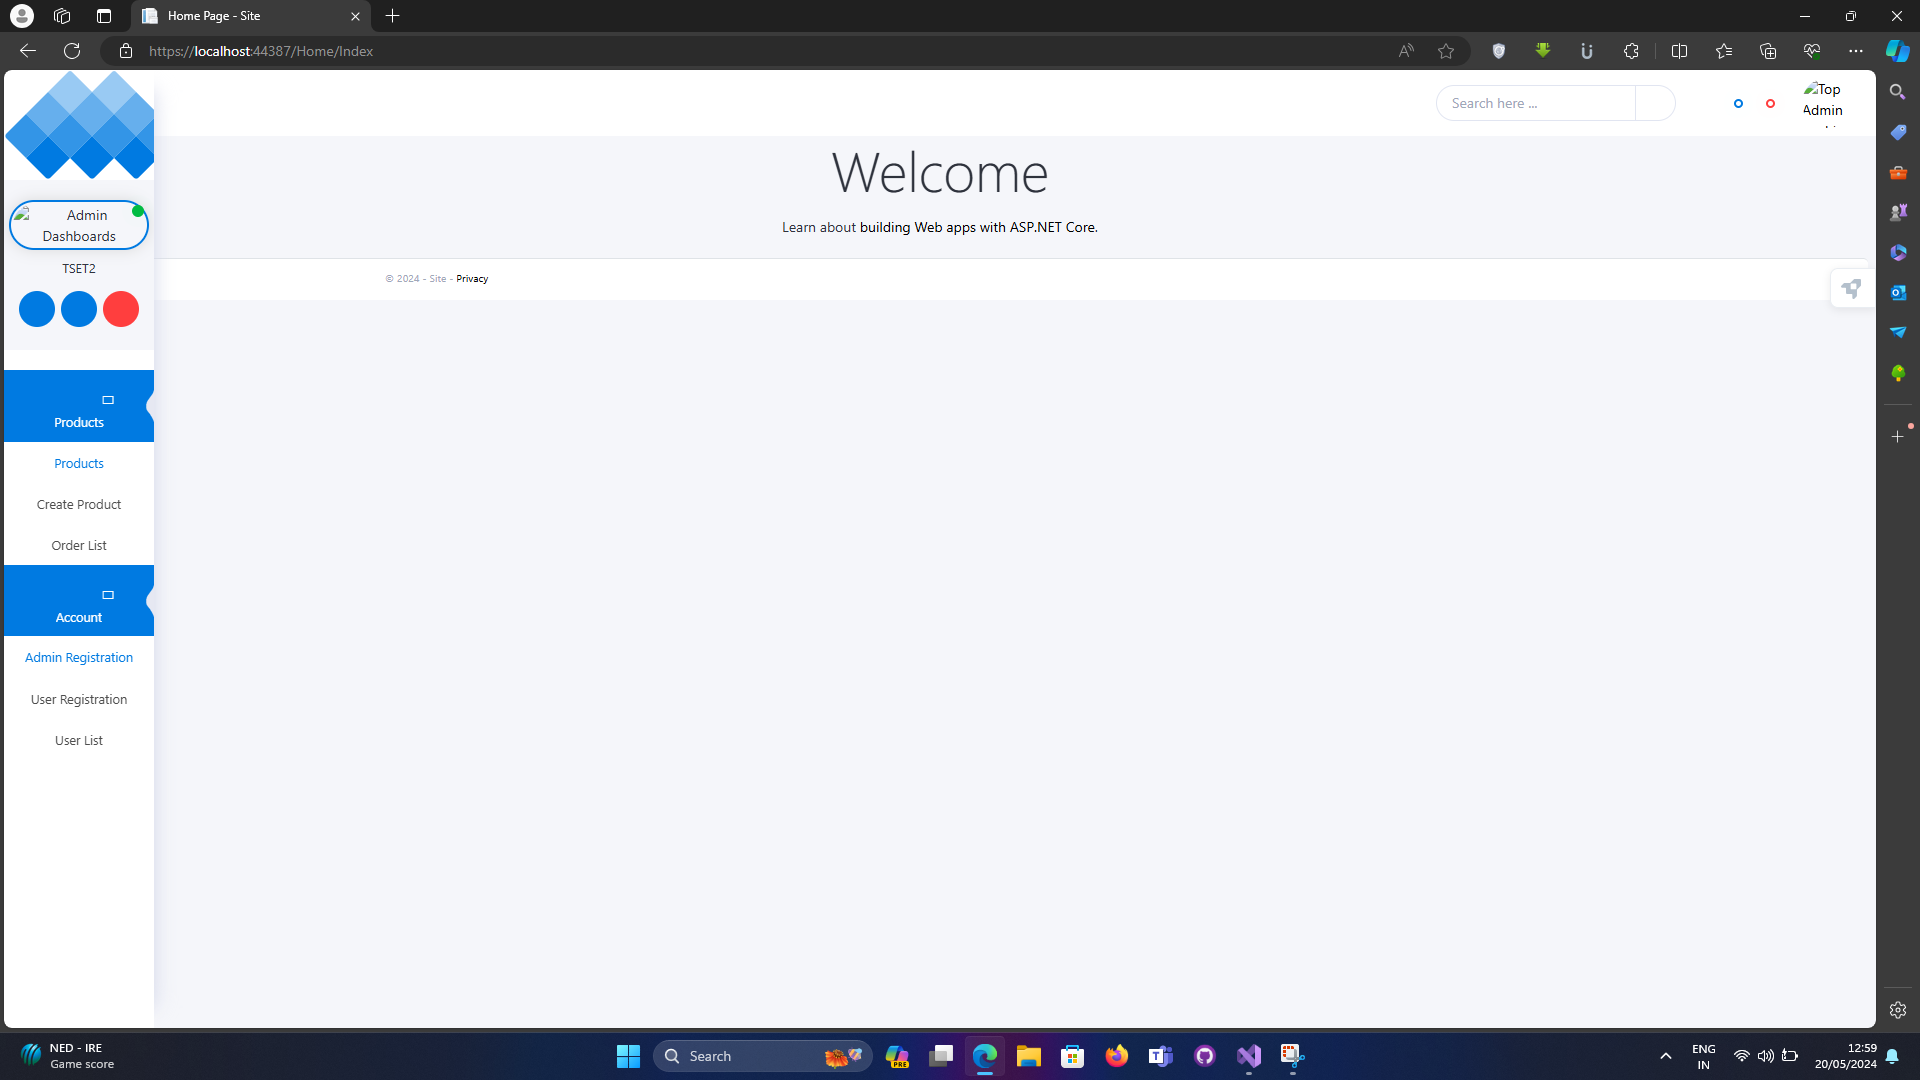 Home Page - Site
https://localhost:44387/Home/Index
Search here ...
Top
Admin
Welcome
Admin
Dashboards
Learn about building Web apps with ASP.NET Core.
TSET2
© 2024 - Site - Privacy
Products
Products
Create Product
Order List
Account
Admin Registration
User Registration
User List
NED - IRE
Game score
Search
PRE
ENG
IN
12:59
20/05/2024